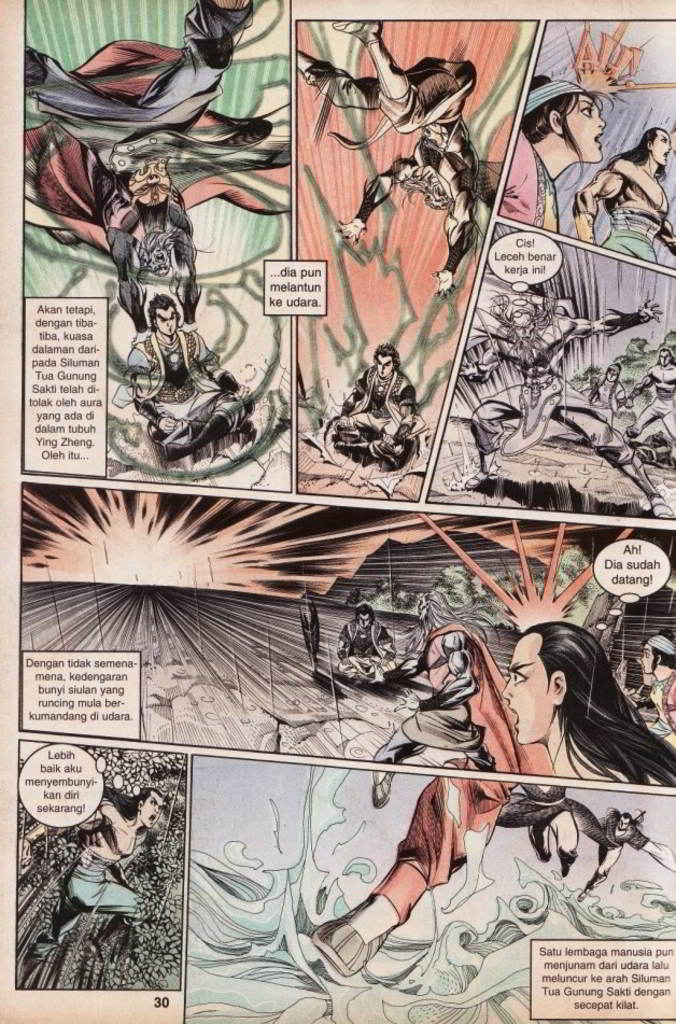 Akan tetapi,
dengan tiba-
tiba, kuasa
dalaman dari-
pada Siluman
Tua Gunung
Sakti telah di-
tolak oleh aura
yang ada di
dalam tubuh
Ying Zheng.
Oleh itu...
...dia pun
melantun
ke udara.
Cis!
Leceh benar
kerja ini!
Ah!
Dia sudah
datang!
Dengan tidak semena-
mena, kedengaran
bunyi siulan yang
runcing mula ber-
kumandang di udara.
Lebih
baik aku
menyembunyi-
kan diri
sekarang!
Satu lembaga manusia pun
menjunam dari udara lalu
meluncur ke arah Siluman
Tua Gunung Sakti dengan
secepat kilat.
30